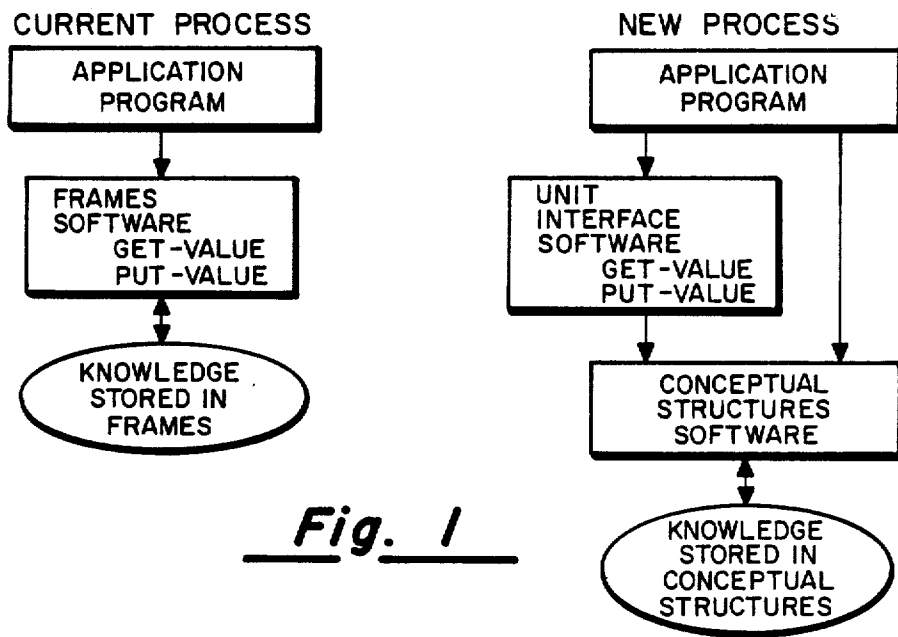 CURRENT PROCESS
APPLICATION
PROGRAM
FRAMES
SOFTWARE
GET-VALUE
PUT-VALUE
KNOWLEDGE
STORED IN
FRAMES
NEW PROCESS
APPLICATION
PROGRAM
UNIT
INTERFACE
SOFTWARE
GET-VALUE
PUT-VALUE
CONCEPTUAL
STRUCTURES
SOFTWARE
KNOWLEDGE
STORED IN
CONCEPTUAL
STRUCTURES
Fig. 1